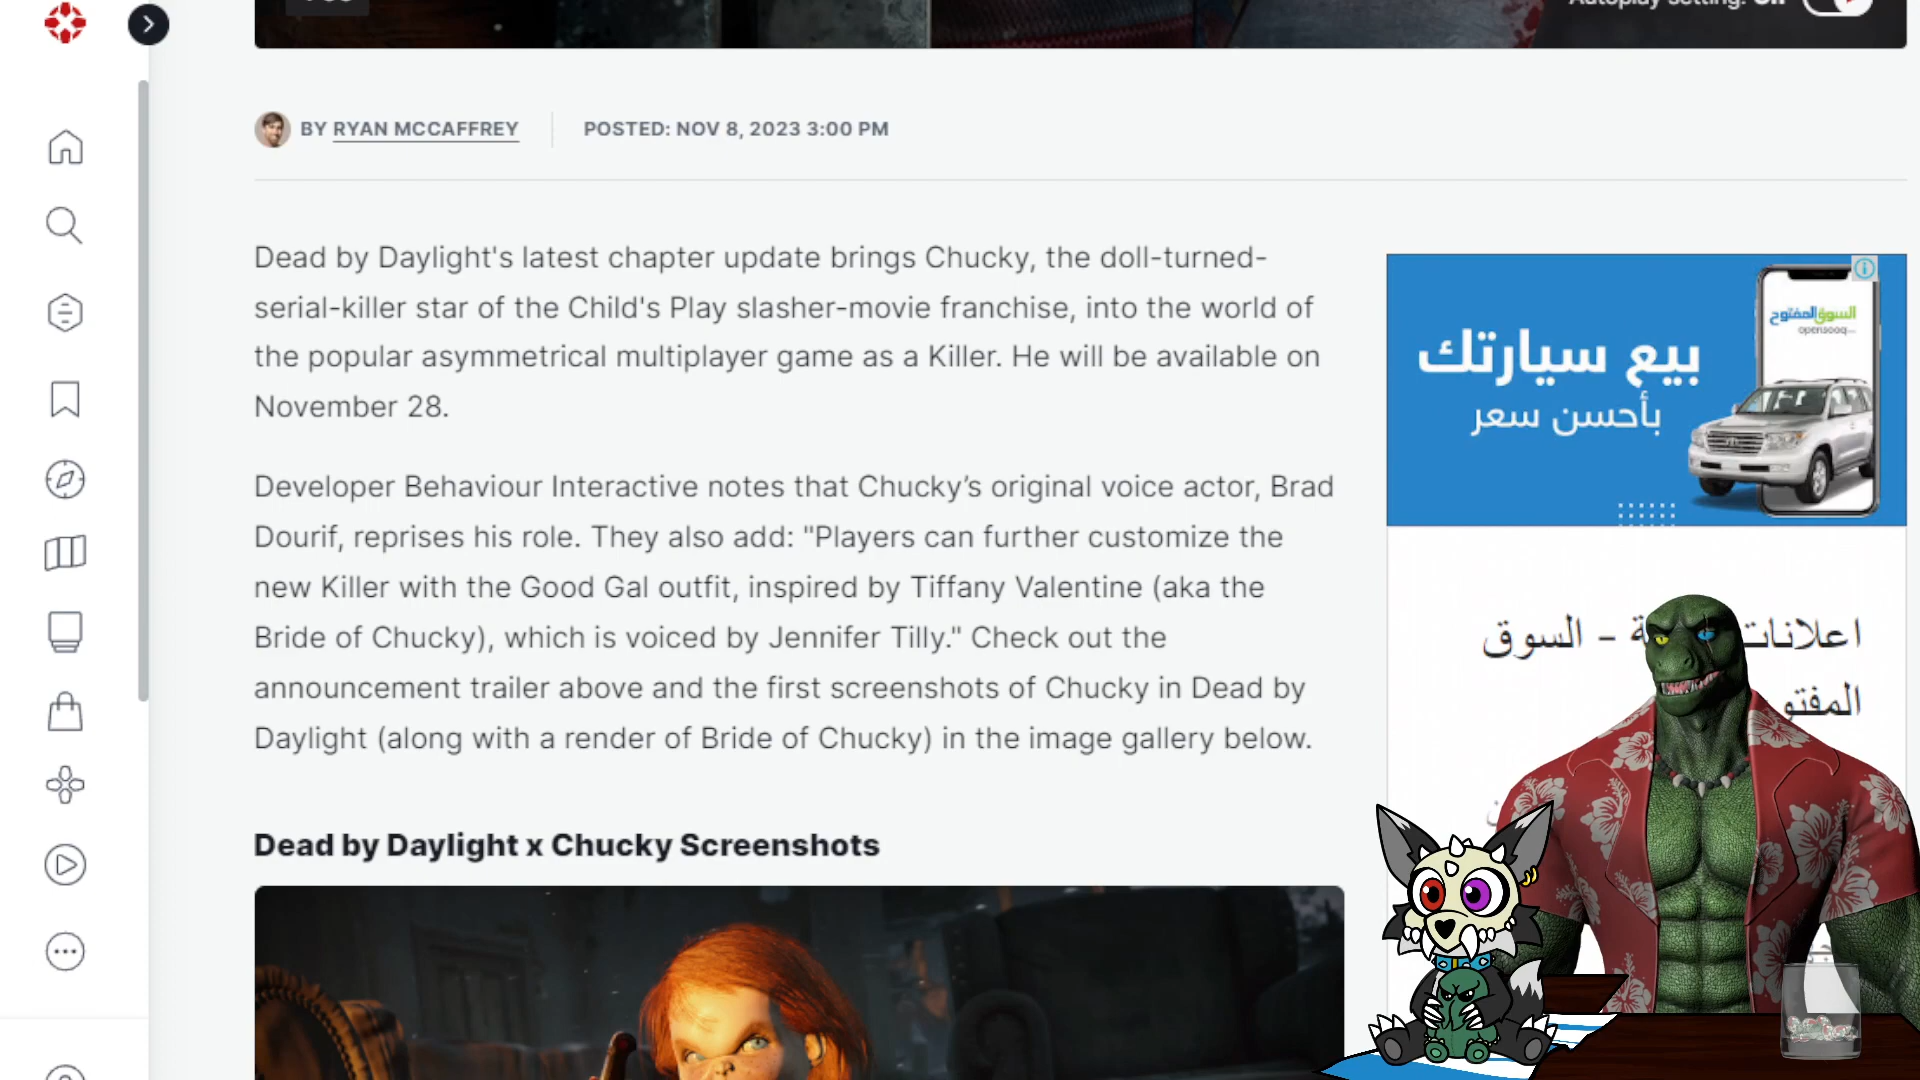 Autoplay setting: On
BY RYAN MCCAFFREY
POSTED: NOV 8, 2023 3:00 PM
Dead by Daylight's latest chapter update brings Chucky, the doll-turned-
serial-killer star of the Child's Play slasher-movie franchise, into the world of
the popular asymmetrical multiplayer game as a Killer. He will be available on
November 28.
Developer Behaviour Interactive notes that Chucky’s original voice actor, Brad
Dourif, reprises his role. They also add: "Players can further customize the
new Killer with the Good Gal outfit, inspired by Tiffany Valentine (aka the
Bride of Chucky), which is voiced by Jennifer Tilly." Check out the
announcement trailer above and the first screenshots of Chucky in Dead by
Daylight (along with a render of Bride of Chucky) in the image gallery below.
Dead by Daylight x Chucky Screenshots
السوق المفتوح
بيع سيارتك
بأحسن سعر
السوق –